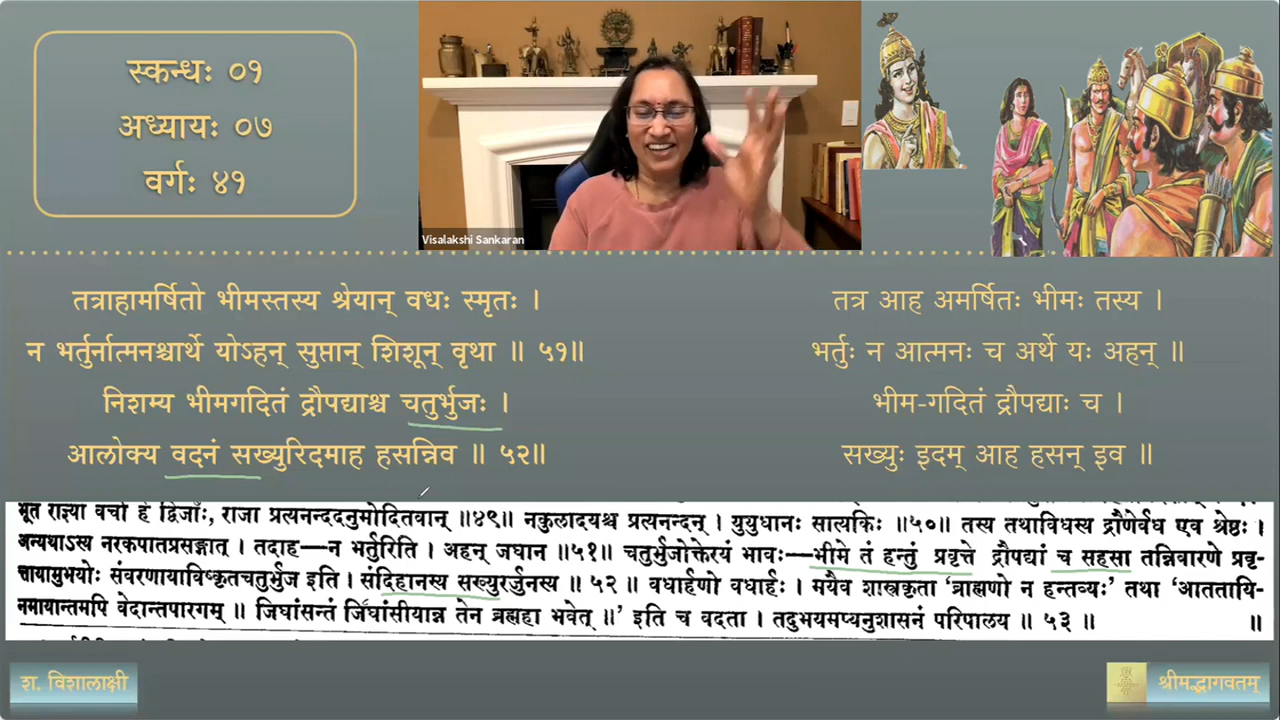 स्कन्धः ०१
अध्यायः ०७
वर्गः ४१
Visalakshi Sankaran
तत्राहामर्षितो भीमस्तस्य श्रेयान् वधः स्मृतः ।
न भर्तुर्नात्मनश्चार्थे योऽहन् सुप्तान् शिशून् वृथा ॥ ५१॥
निशम्य भीमगदितं द्रौपद्याश्च चतुर्भुजः ।
आलोक्य वदनं सख्युरिदमाह हसन्निव ॥ ५२॥
तत्र आह अमर्षितः भीमः तस्य ।
भर्तुः न आत्मनः च अर्थे यः अहन् ॥
भीम-गदितं द्रौपद्याः च ।
सख्युः इदम् आह हसन् इव ॥
भूत राज्या वचो हे द्विजाः, राजा प्रत्यनन्ददनुमोदितवान् ॥४९॥ नकुलादयश्च प्रत्यनन्दन् । युयुधानः सात्यकिः ॥५०॥ तस्य तथाविधस्य द्रौणेर्वध एव श्रेष्ठः ।
अन्यथाऽस्य नरकपातप्रसङ्गात् । तदाह—न भर्तुरिति । अहन् जघान ॥५१॥ चतुर्भुजोक्तेरयं भावः—भीमे तं हन्तुं प्रवृत्ते द्रौपद्यां च सहसा तन्निवारणे प्रवृ-
त्तायामुभयोः संवरणायाविष्कृतचतुर्भुज इति । संदिहानस्य सख्युरर्जुनस्य ॥ ५२ ॥ वधार्हणो वधार्हः । मयैव शास्त्रकृता ‘ब्राह्मणो न हन्तव्यः’ तथा ‘आततायि-
नमायान्तमपि वेदान्तपारगम् ॥ जिघांसन्तं जिघांसीयान्न तेन ब्रह्महा भवेत् ॥’ इति च वदता । तदुभयमप्यनुशासनं परिपालय ॥ ५३ ॥ ॥
श. विशालाक्षी
श्रीमद्भागवतम्